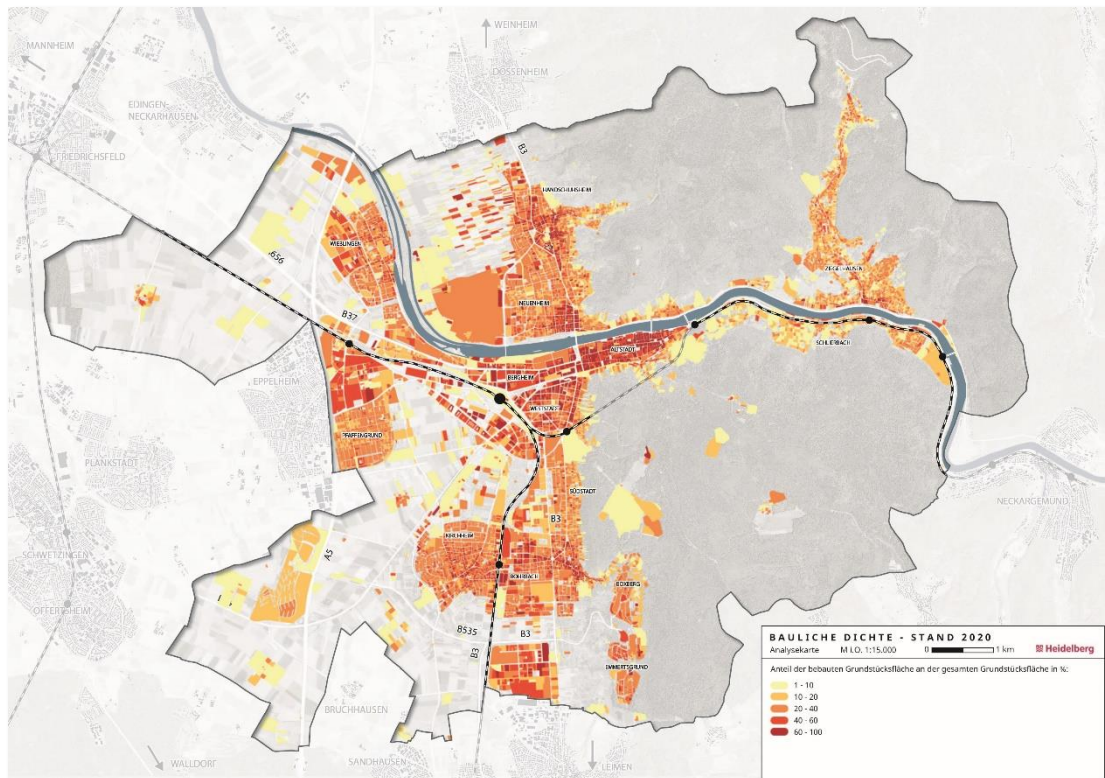 WEINHEIM
MANNHEIM
DOSSENHEIM
EDINGEN-
NECKARHAUSEN
FRIEDRICHSFELD
B3
HANDSCHUHSHEIM
WIEBLINGEN
A656
ZIEGELHAUSEN
NEUENHEIM
B37
ALTSTADT
SCHLIERBACH
EPPELHEIM
BERGHEIM
WESTSTADT
PFAFFENGRUND
PLANKSTADT
SÜDSTADT
NECKARGEMÜND
B3
KIRCHHEIM
SCHWETZINGEN
A5
ROHRBACH
BOXBERG
OFTERSHEIM
B535
B3
B3
EMMERTSGRUND
BRUCHHAUSEN
WALLDORF
SANDHAUSEN
LEIMEN
BAULICHE DICHTE - STAND 2020
Analysekarte M i.O. 1:15.000 0 1 km Heidelberg
Anteil der bebauten Grundstücksfläche an der gesamten Grundstücksfläche in %:
1 - 10
10 - 20
20 - 40
40 - 60
60 - 100